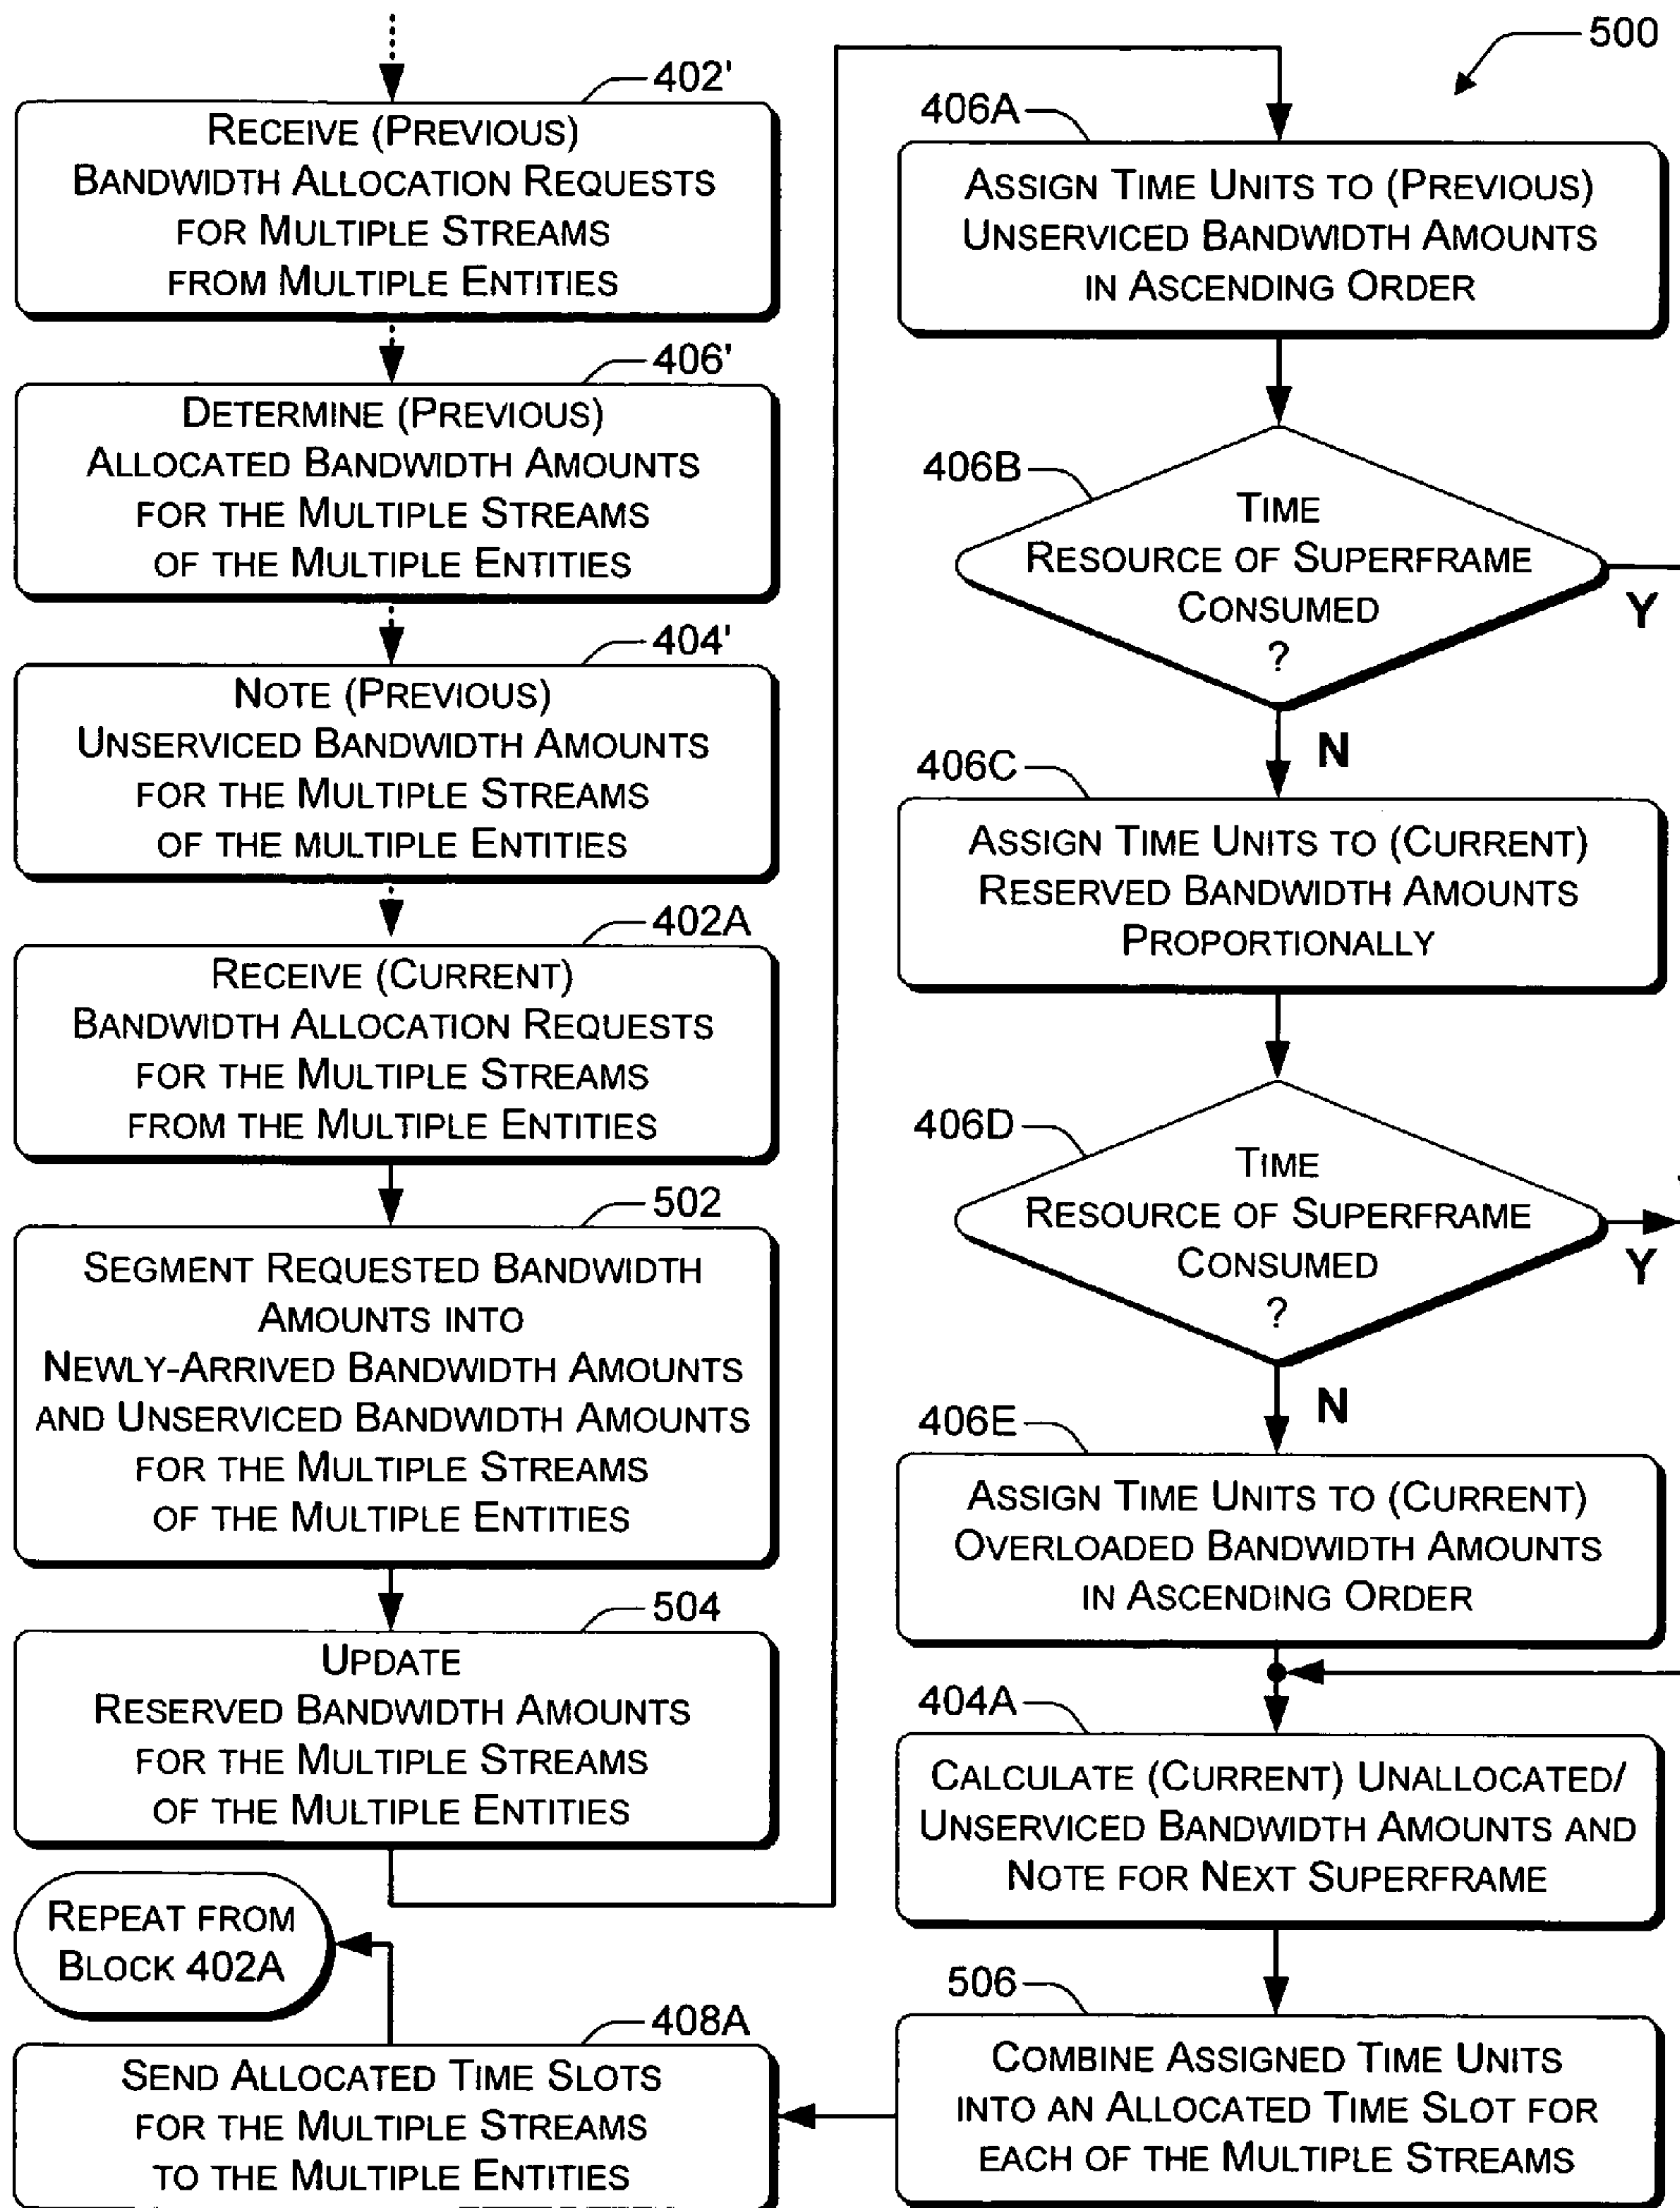 402'
RECEIVE (PREVIOUS)
BANDWIDTH ALLOCATION REQUESTS
FOR MULTIPLE STREAMS
FROM MULTIPLE ENTITIES
406'
DETERMINE (PREVIOUS)
ALLOCATED BANDWIDTH AMOUNTS
FOR THE MULTIPLE STREAMS
OF THE MULTIPLE ENTITIES
404'
NOTE (PREVIOUS)
UNSERVICED BANDWIDTH AMOUNTS
FOR THE MULTIPLE STREAMS
OF THE MULTIPLE ENTITIES
402A
RECEIVE (CURRENT)
BANDWIDTH ALLOCATION REQUESTS
FOR THE MULTIPLE STREAMS
FROM THE MULTIPLE ENTITIES
502
SEGMENT REQUESTED BANDWIDTH
AMOUNTS INTO
NEWLY-ARRIVED BANDWIDTH AMOUNTS
AND UNSERVICED BANDWIDTH AMOUNTS
FOR THE MULTIPLE STREAMS
OF THE MULTIPLE ENTITIES
504
UPDATE
RESERVED BANDWIDTH AMOUNTS
FOR THE MULTIPLE STREAMS
OF THE MULTIPLE ENTITIES
500
406A
ASSIGN TIME UNITS TO (PREVIOUS)
UNSERVICED BANDWIDTH AMOUNTS
IN ASCENDING ORDER
406B
TIME
RESOURCE OF SUPERFRAME
CONSUMED
?
Y
N
406C
ASSIGN TIME UNITS TO (CURRENT)
RESERVED BANDWIDTH AMOUNTS
PROPORTIONALLY
406D
TIME
RESOURCE OF SUPERFRAME
CONSUMED
?
Y
N
406E
ASSIGN TIME UNITS TO (CURRENT)
OVERLOADED BANDWIDTH AMOUNTS
IN ASCENDING ORDER
404A
CALCULATE (CURRENT) UNALLOCATED/
UNSERVICED BANDWIDTH AMOUNTS AND
NOTE FOR NEXT SUPERFRAME
506
COMBINE ASSIGNED TIME UNITS
INTO AN ALLOCATED TIME SLOT FOR
EACH OF THE MULTIPLE STREAMS
408A
SEND ALLOCATED TIME SLOTS
FOR THE MULTIPLE STREAMS
TO THE MULTIPLE ENTITIES
REPEAT FROM
BLOCK 402A